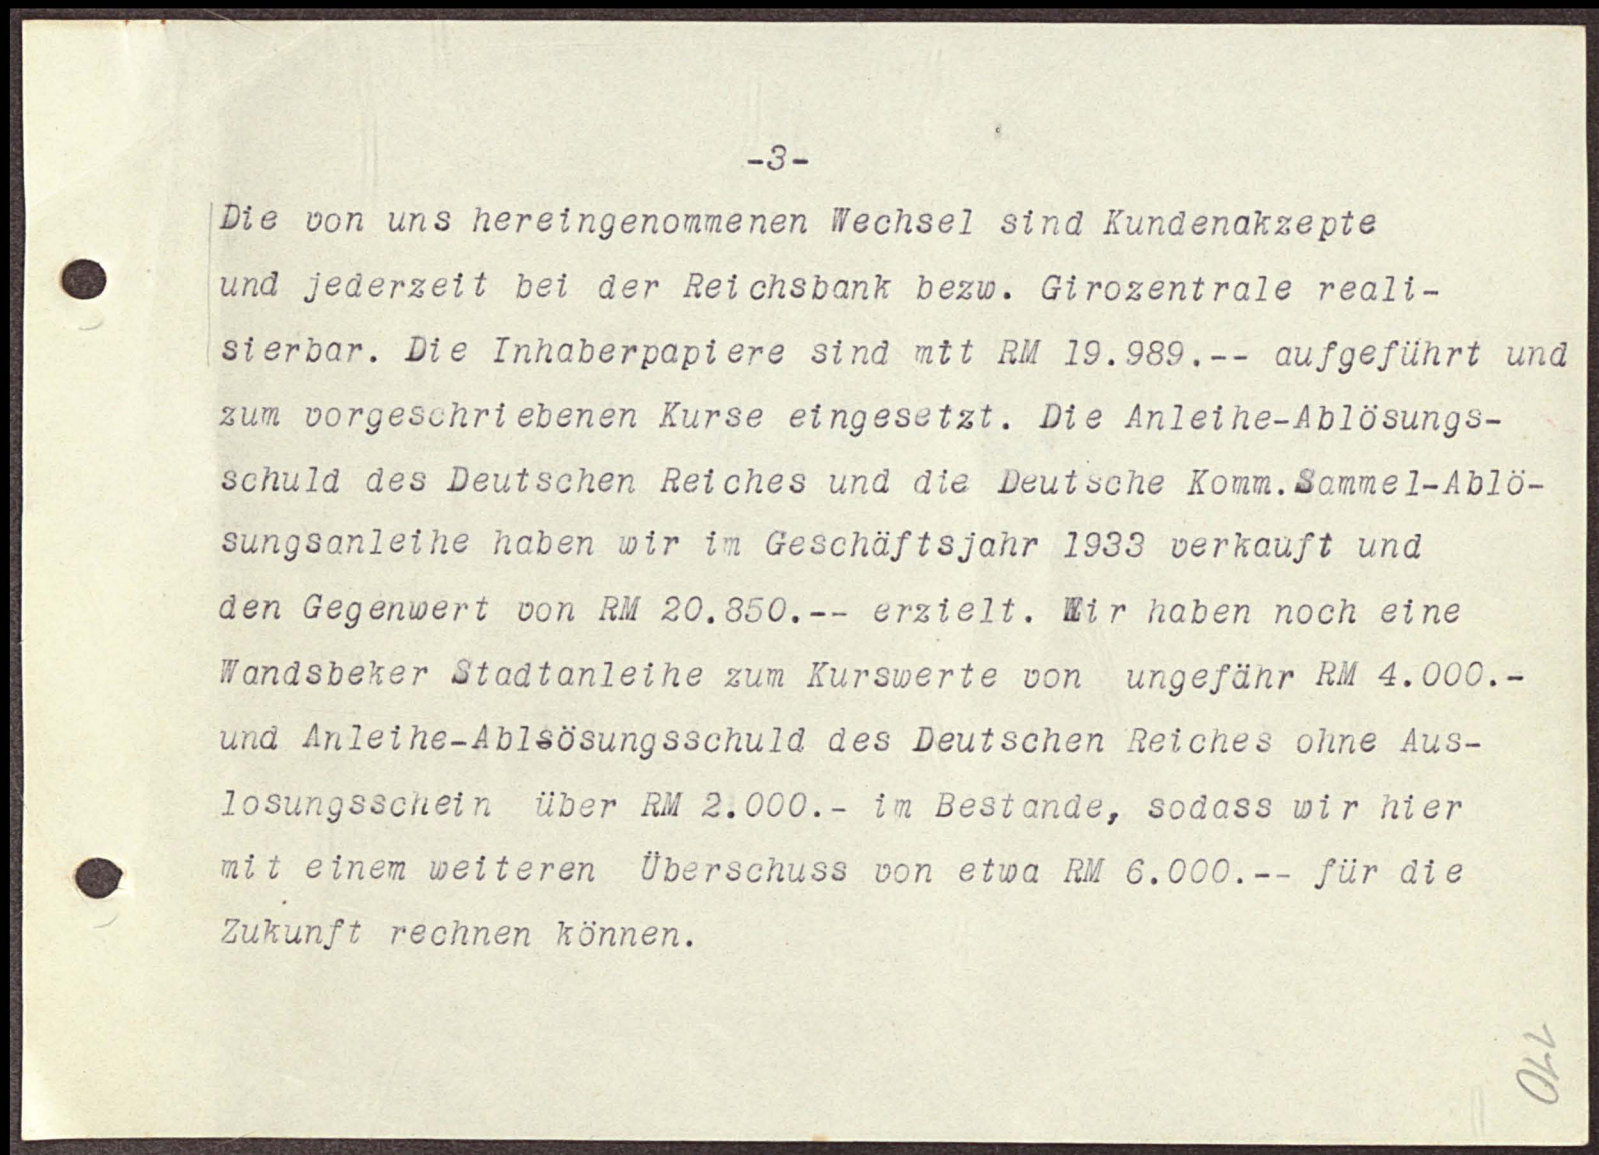 -3-
Die von uns hereingenommenen Wechsel sind Kundenakzepte
und jederzeit bei der Reichsbank bezw. Girozentrale reali-
sierbar. Die Inhaberpapiere sind mit RM 19.989.-- aufgeführt und
zum vorgeschriebenen Kurse eingesetzt. Die Anleihe-Ablösungs-
schuld des Deutschen Reiches und die Deutsche Komm.Sammel-Ablö-
sungsanleihe haben wir im Geschäftsjahr 1933 verkauft und
den Gegenwert von RM 20.850.-- erzielt. Wir haben noch eine
Wandsbeker Stadtanleihe zum Kurswerte von ungefähr RM 4.000.-
und Anleihe-Ablsösungsschuld des Deutschen Reiches ohne Aus-
losungsschein über RM 2.000.- im Bestande, sodass wir hier
mit einem weiteren Überschuss von etwa RM 6.000.-- für die
Zukunft rechnen können.
110